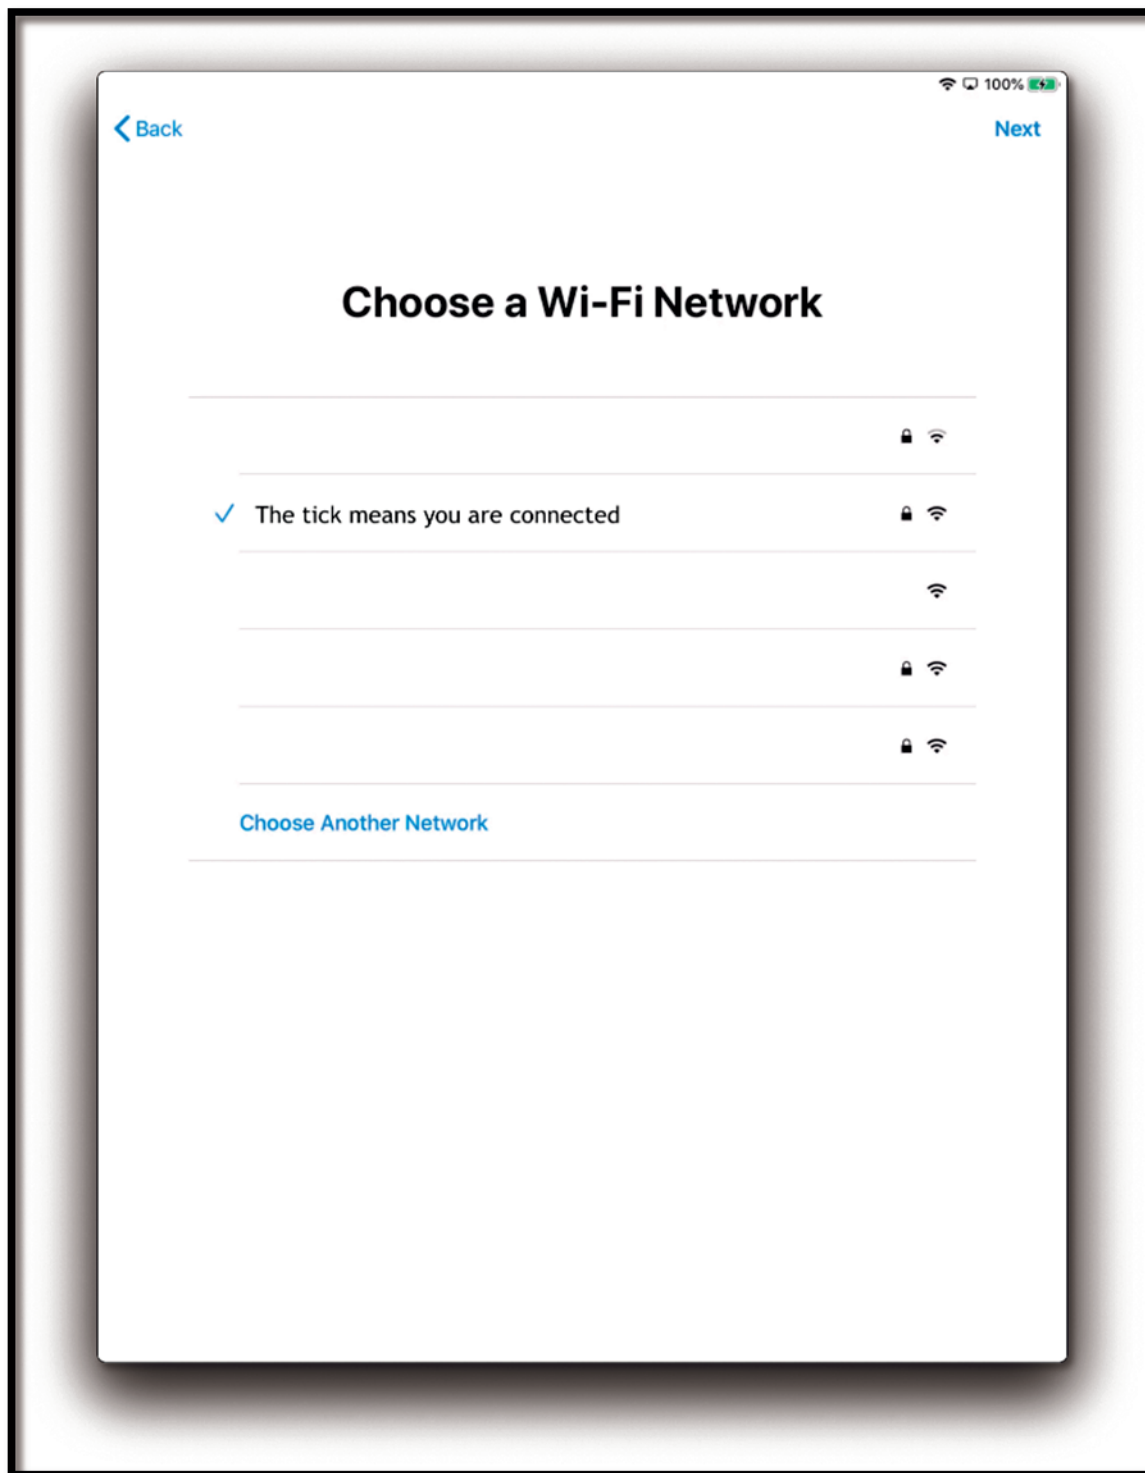 100%
Back
Next
Choose a Wi-Fi Network
The tick means you are connected
Choose Another Network